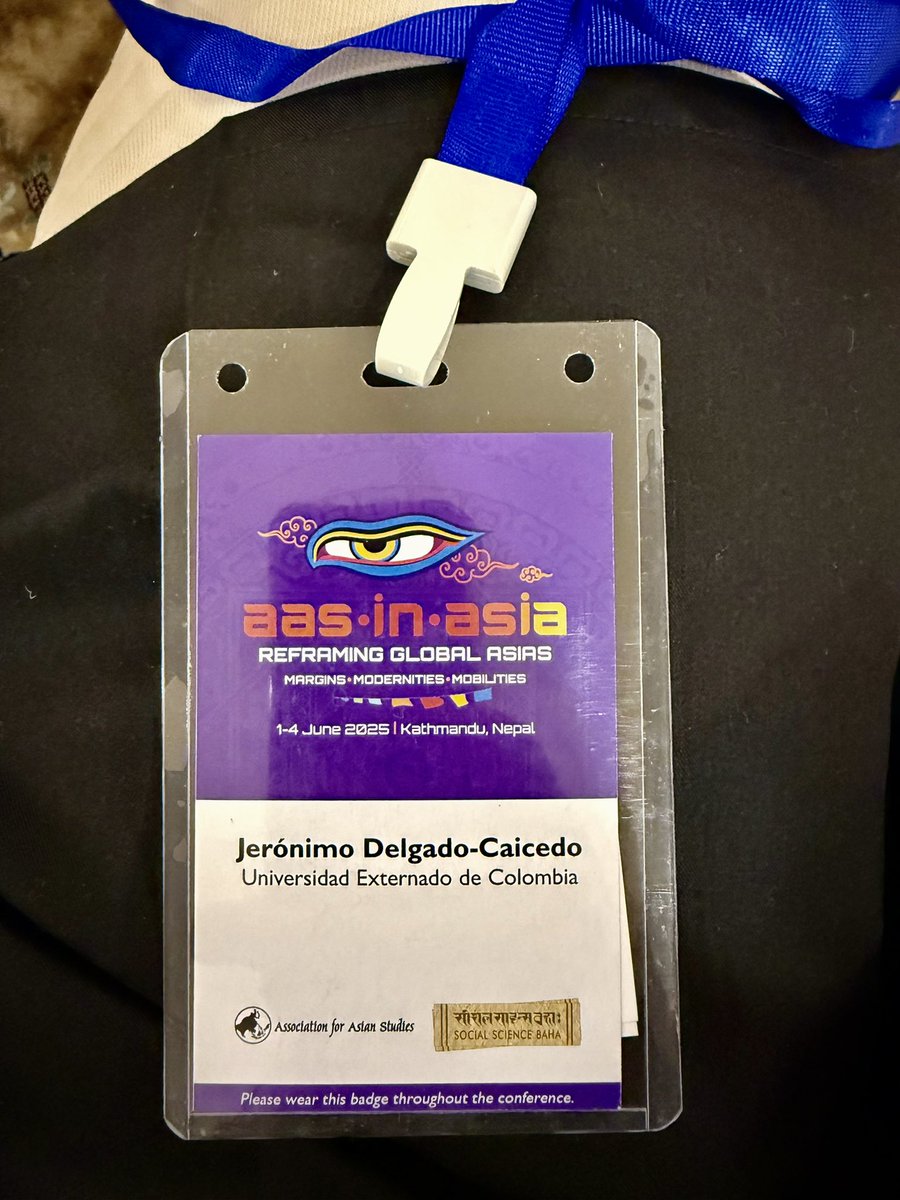 aas•in•asia
REFRAMING GLOBAL ASIAS
MARGINS•MODERNITIES•MOBILITIES
1-4 June 2025 | Kathmandu, Nepal
Jerónimo Delgado-Caicedo
Universidad Externado de Colombia
Association for Asian Studies
SOCIAL SCIENCE BAHA
Please wear this badge throughout the conference.